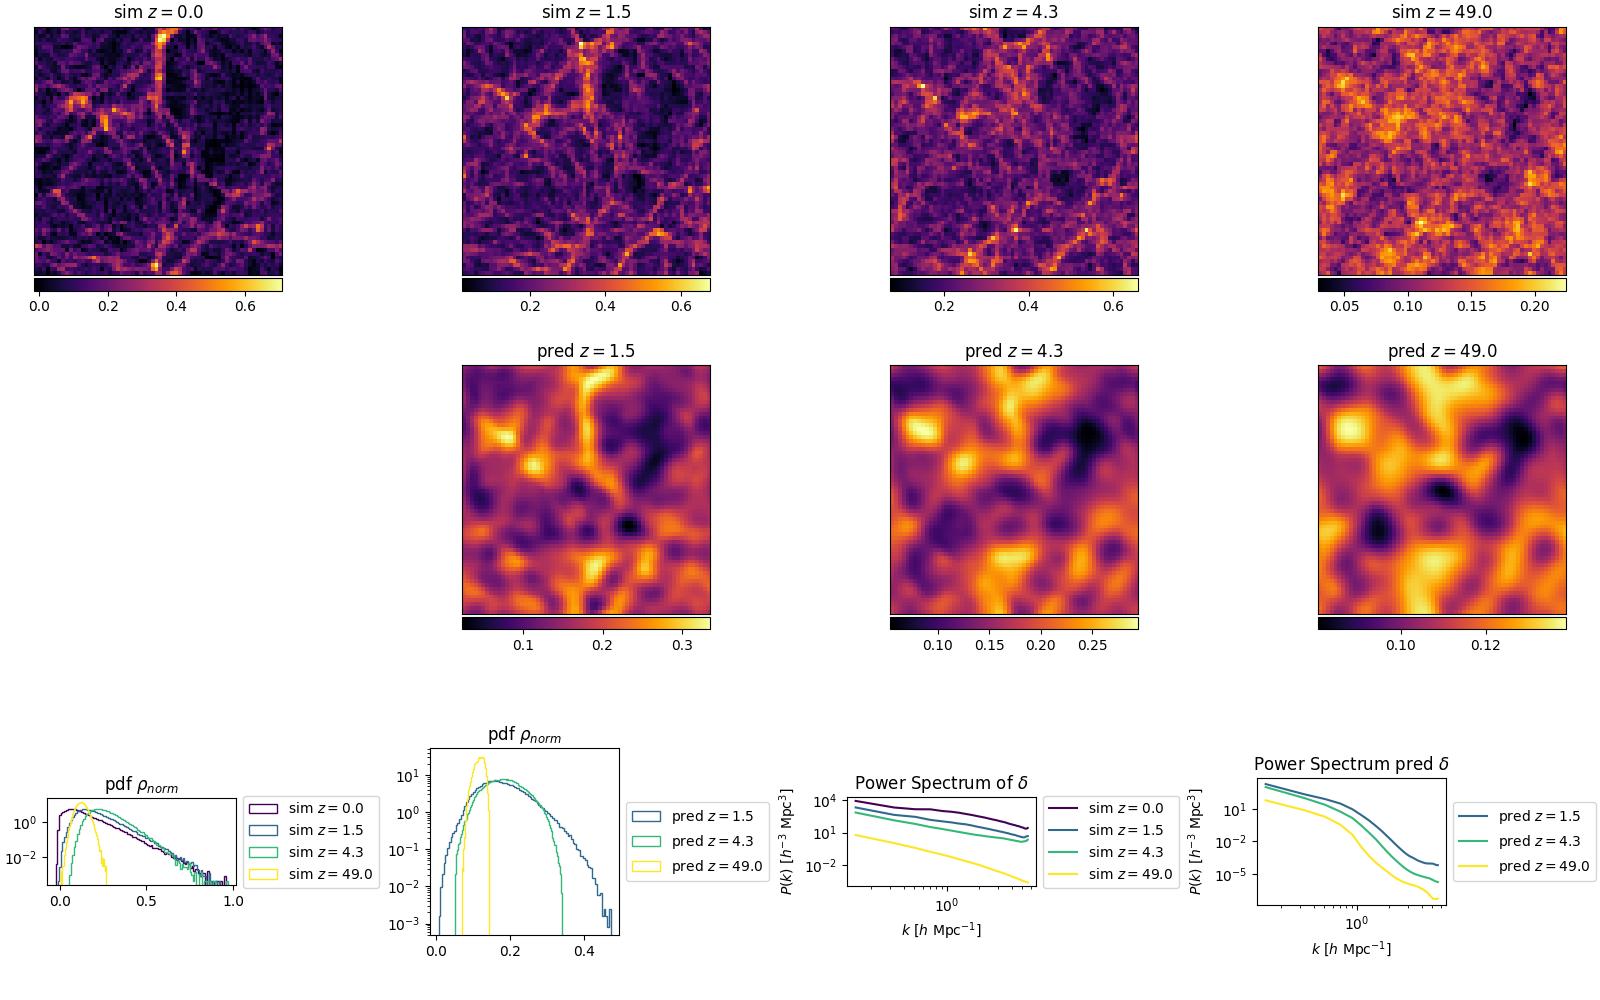 sim z = 0.0
sim z = 1.5
sim z = 4.3
sim z = 49.0
0.0 0.2 0.4 0.6
0.2 0.4 0.6
0.2 0.4 0.6
0.05 0.10 0.15 0.20
pred z = 1.5
pred z = 4.3
pred z = 49.0
0.1 0.2 0.3
0.10 0.15 0.20 0.25
0.10 0.12
pdf ρnorm
10⁰
10⁻²
0.0 0.5 1.0
sim z = 0.0
sim z = 1.5
sim z = 4.3
sim z = 49.0
pdf ρnorm
10¹
10⁰
10⁻¹
10⁻²
10⁻³
0.0 0.2 0.4
pred z = 1.5
pred z = 4.3
pred z = 49.0
Power Spectrum of δ
P(k) [h⁻³ Mpc³]
10⁴
10¹
10⁻²
10⁰
k [h Mpc⁻¹]
sim z = 0.0
sim z = 1.5
sim z = 4.3
sim z = 49.0
Power Spectrum pred δ
P(k) [h⁻³ Mpc³]
10¹
10⁻²
10⁻⁵
10⁰
k [h Mpc⁻¹]
pred z = 1.5
pred z = 4.3
pred z = 49.0